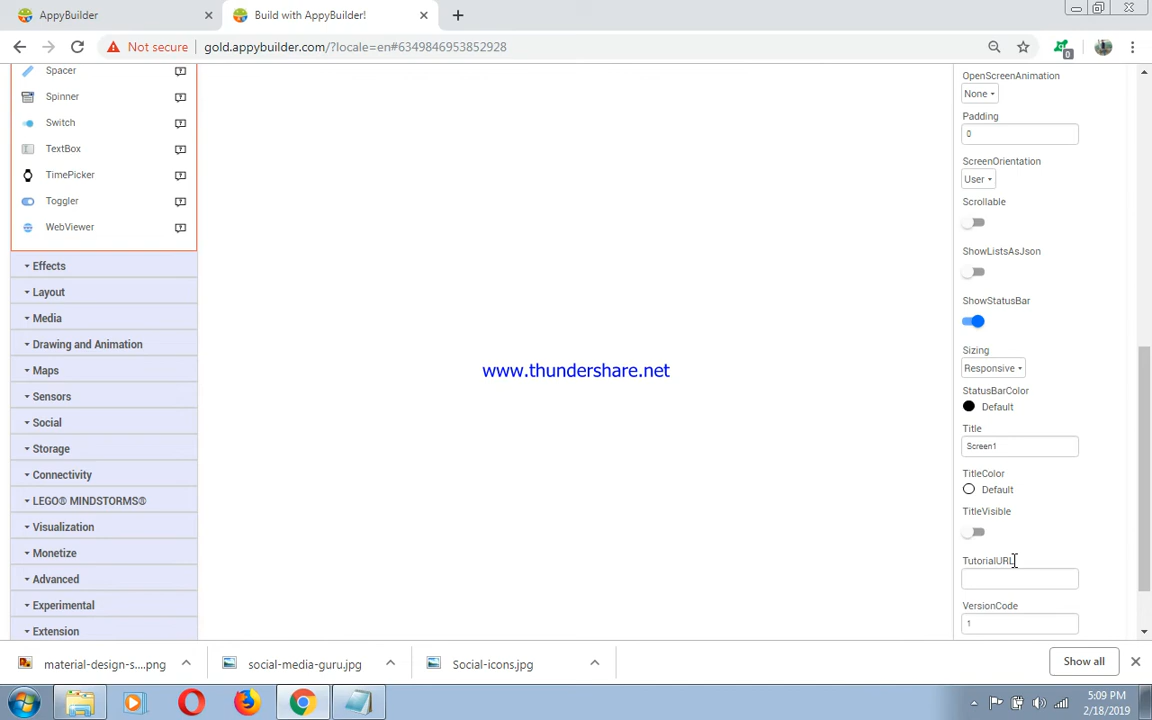 AppyBuilder
Build with AppyBuilder!
Not secure
gold.appybuilder.com/?locale=en#6349846953852928
0
Spacer
Spinner
Switch
TextBox
TimePicker
Toggler
WebViewer
Effects
Layout
Media
Drawing and Animation
Maps
Sensors
Social
Storage
Connectivity
LEGO® MINDSTORMS®
Visualization
Monetize
Advanced
Experimental
Extension
www.thundershare.net
OpenScreenAnimation
None
Padding
0
ScreenOrientation
User
Scrollable
ShowListsAsJson
ShowStatusBar
Sizing
Responsive
StatusBarColor
Default
Title
Screen1
TitleColor
Default
TitleVisible
TutorialURL
VersionCode
1
material-design-s....png
social-media-guru.jpg
Social-icons.jpg
Show all
5:09 PM
2/18/2019